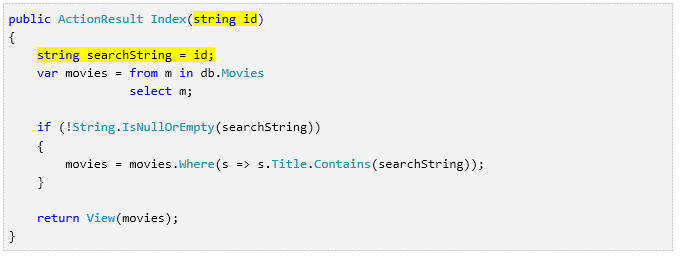 public ActionResult Index(string id)
{
    string searchString = id;
    var movies = from m in db.Movies
                 select m;

    if (!String.IsNullOrEmpty(searchString))
    {
        movies = movies.Where(s => s.Title.Contains(searchString));
    }

    return View(movies);
}